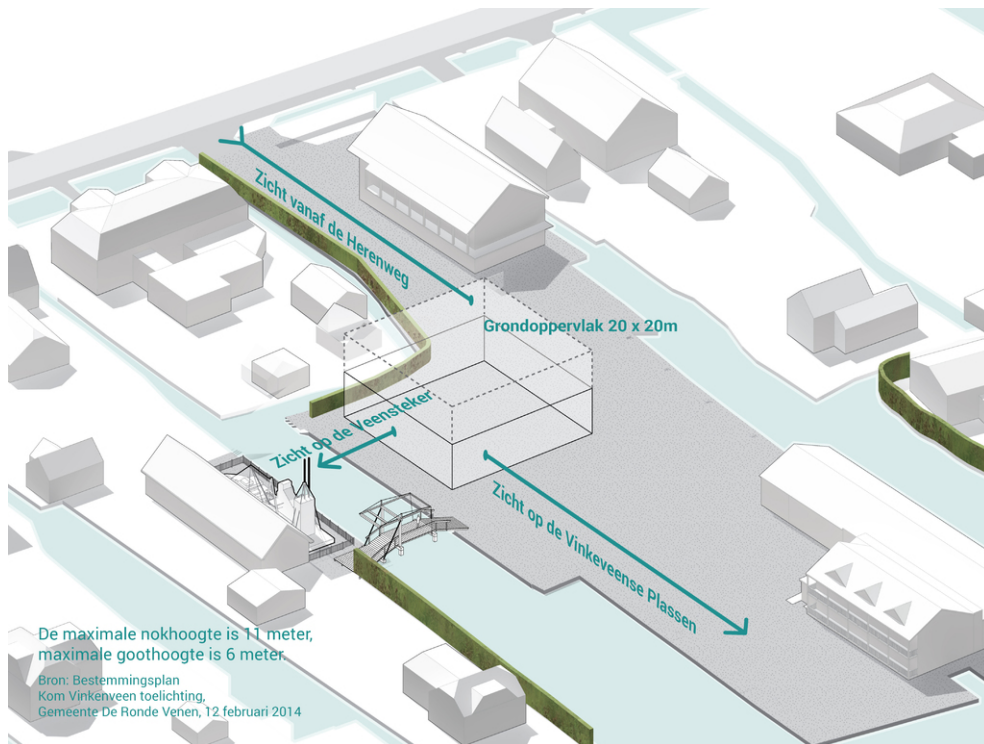 Zicht vanaf de Herenweg
Grondoppervlak 20 x 20m
Zicht op de Veensteker
Zicht op de Vinkeveense Plassen
De maximale nokhoogte is 11 meter,
maximale goothoogte is 6 meter.
Bron: Bestemmingsplan
Kom Vinkenveen toelichting,
Gemeente De Ronde Venen, 12 februari 2014